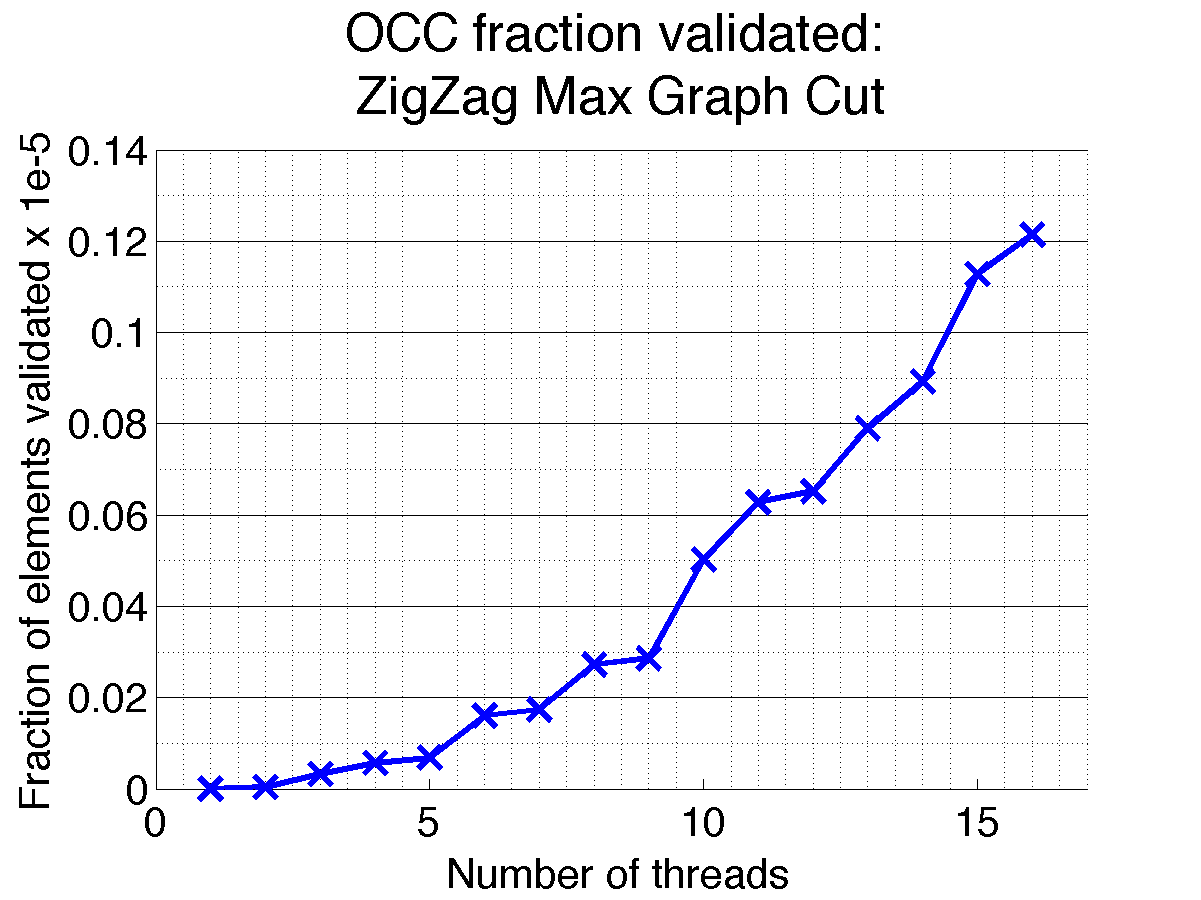 OCC fraction validated:
ZigZag Max Graph Cut
Fraction of elements validated x 1e-5
0.14
0.12
0.1
0.08
0.06
0.04
0.02
0
0 5 10 15
Number of threads